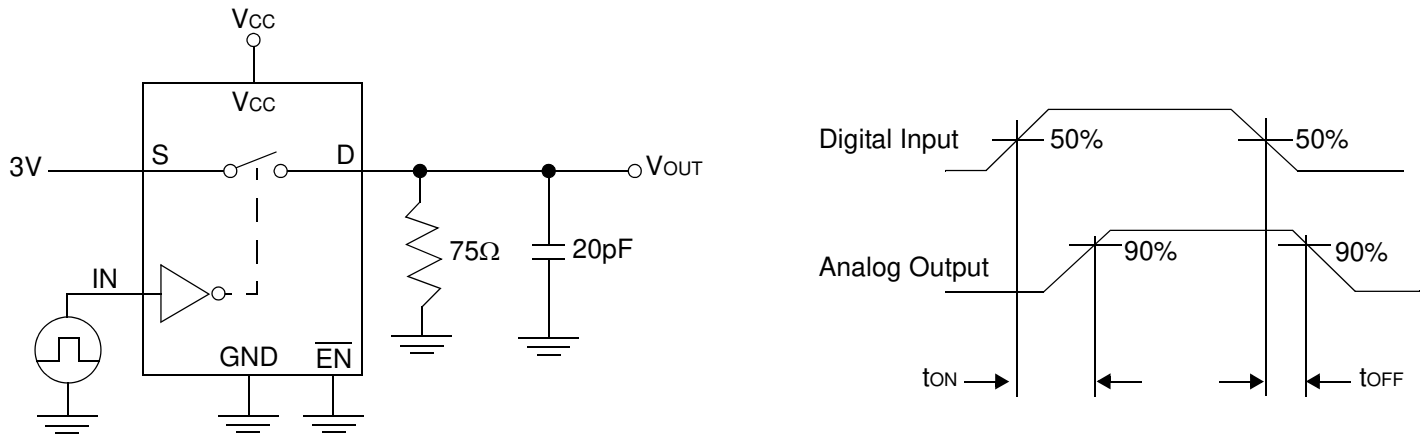 VCC
VCC
S
D
3V
VOUT
75Ω
20pF
IN
GND
EN
Digital Input
50%
50%
Analog Output
90%
90%
tON
tOFF